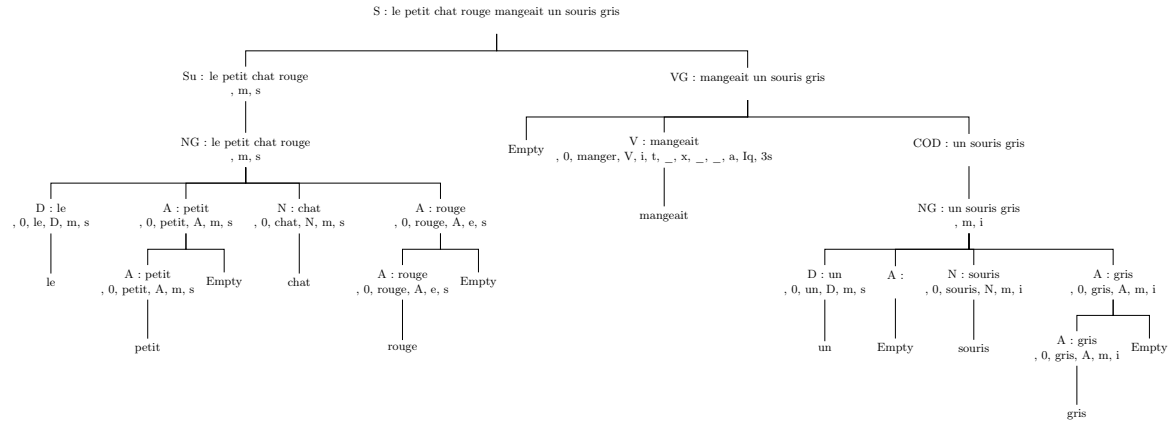 S : le petit chat rouge mangeait un souris gris
Su : le petit chat rouge
, m, s
VG : mangeait un souris gris
NG : le petit chat rouge
, m, s
Empty
V : mangeait
, 0, manger, V, i, t, _, x, _, _, a, Iq, 3s
COD : un souris gris
D : le
, 0, le, D, m, s
A : petit
, 0, petit, A, m, s
N : chat
, 0, chat, N, m, s
A : rouge
, 0, rouge, A, e, s
mangeait
NG : un souris gris
, m, i
le
A : petit
, 0, petit, A, m, s
Empty
chat
A : rouge
, 0, rouge, A, e, s
Empty
D : un
, 0, un, D, m, s
A :
N : souris
, 0, souris, N, m, i
A : gris
, 0, gris, A, m, i
petit
rouge
un
Empty
souris
A : gris
, 0, gris, A, m, i
Empty
gris